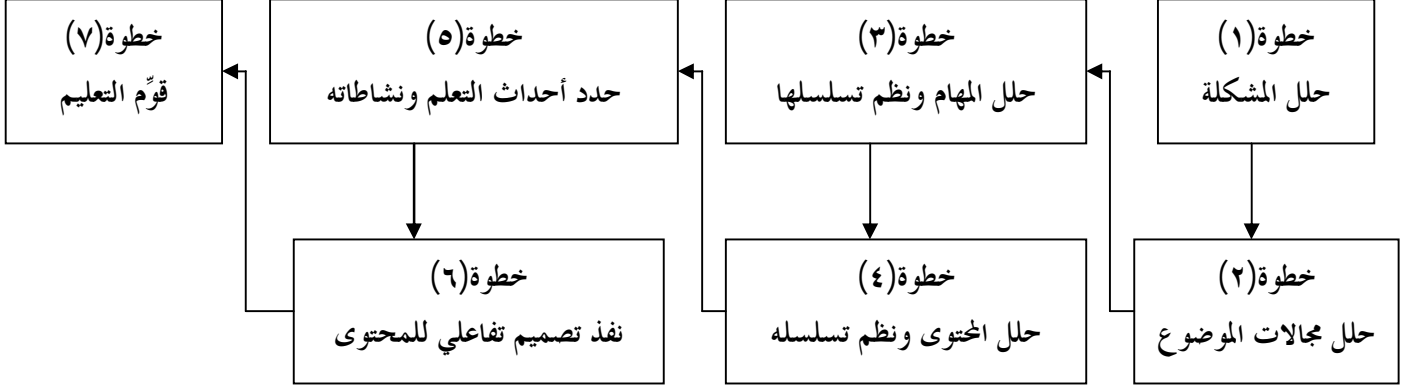 خطوة(١)
حلل المشكلة
خطوة(٢)
حلل مجالات الموضوع
خطوة(٣)
حلل المهام ونظم تسلسلها
خطوة(٤)
حلل المحتوى ونظم تسلسله
خطوة(٥)
حدد أحداث التعلم ونشاطاته
خطوة(٦)
نفذ تصميم تفاعلي للمحتوى
خطوة(٧)
قوِّم التعليم